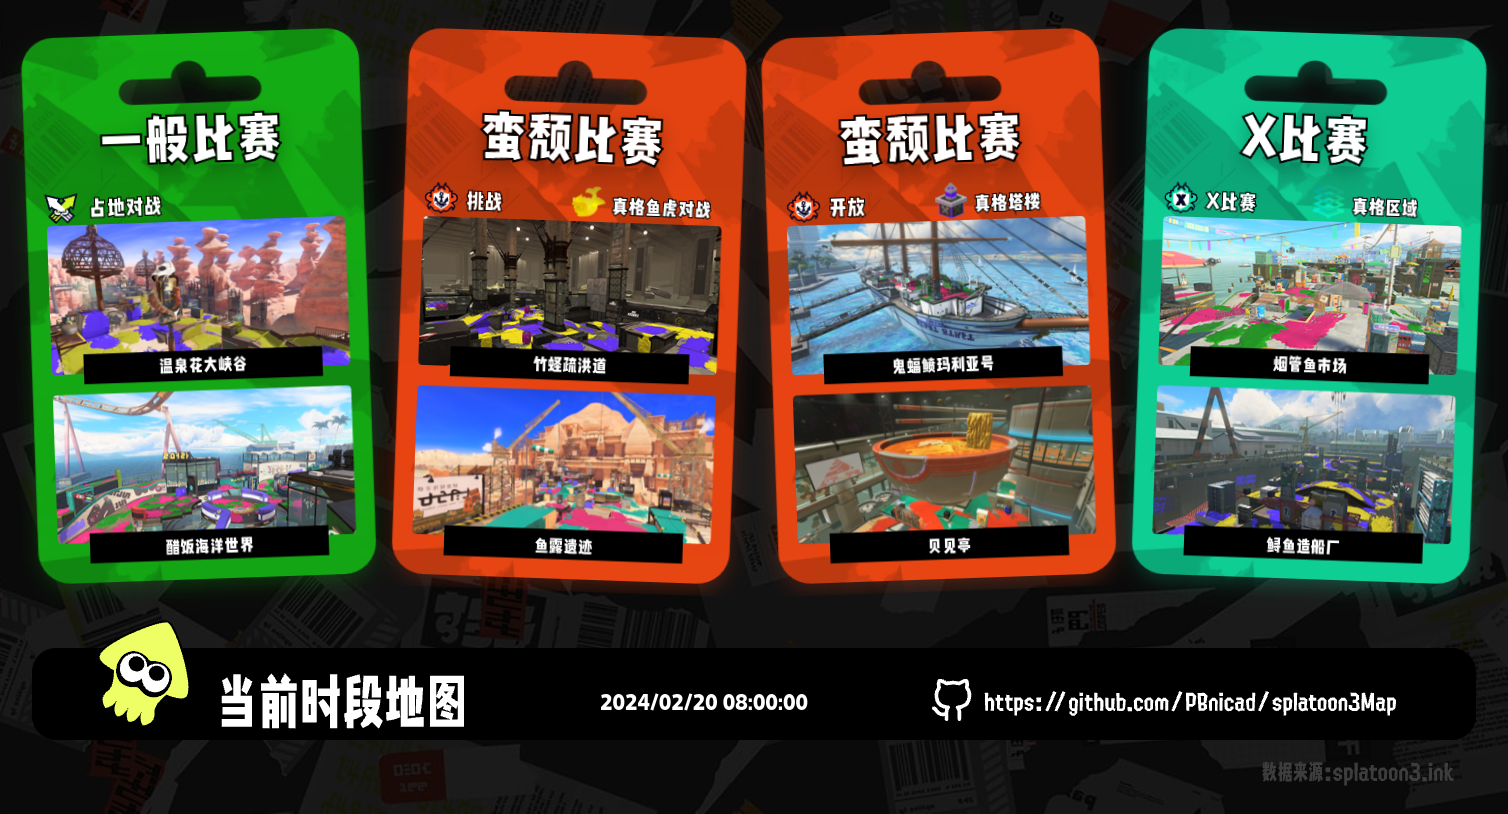 一般比赛
占地对战
温泉花大峡谷
醋饭海洋世界
蛮颓比赛
挑战
真格鱼虎对战
竹蛏疏洪道
鱼露遗迹
蛮颓比赛
开放
真格塔楼
鬼蝠鲼玛利亚号
贝见亭
X比赛
X比赛
真格区域
烟管鱼市场
鲟鱼造船厂
当前时段地图
2024/02/20 08:00:00
https://github.com/PBnicad/splatoon3Map
数据来源:splatoon3.ink